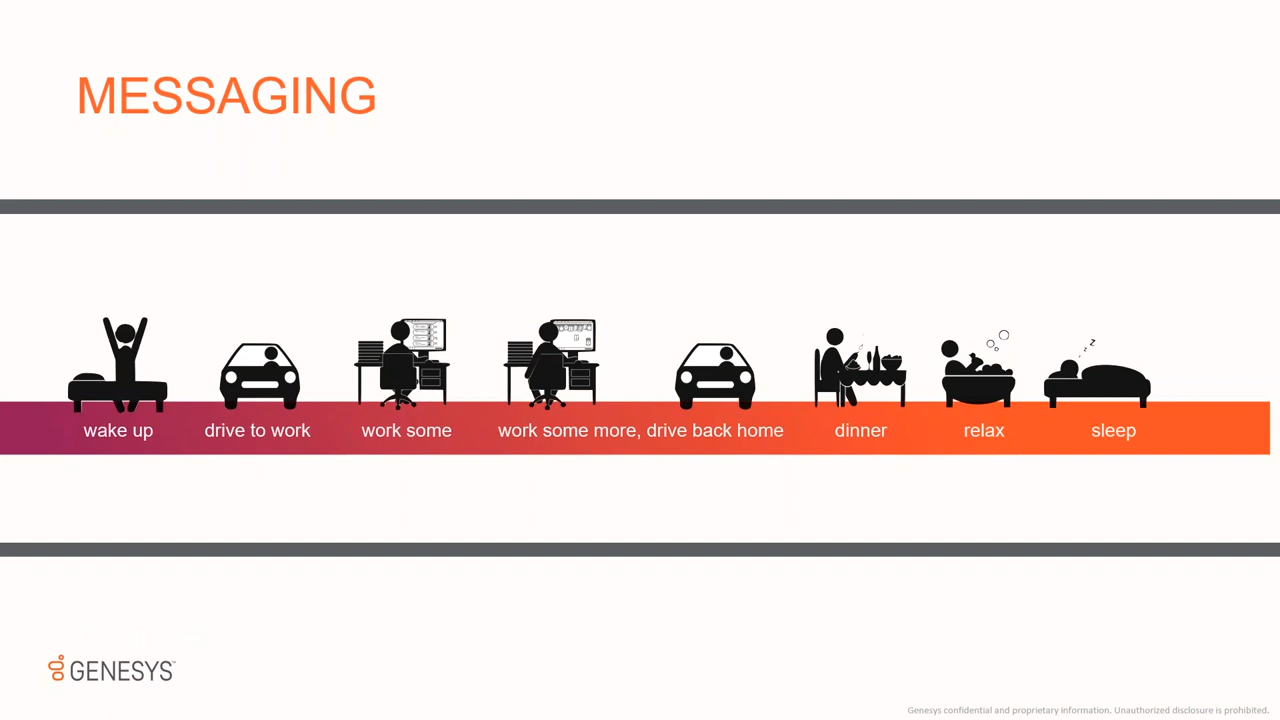 MESSAGING
z
wake up
drive to work
work some
work some more, drive back home
dinner
relax
sleep
GENESYS™
Genesys confidential and proprietary information. Unauthorized disclosure is prohibited.